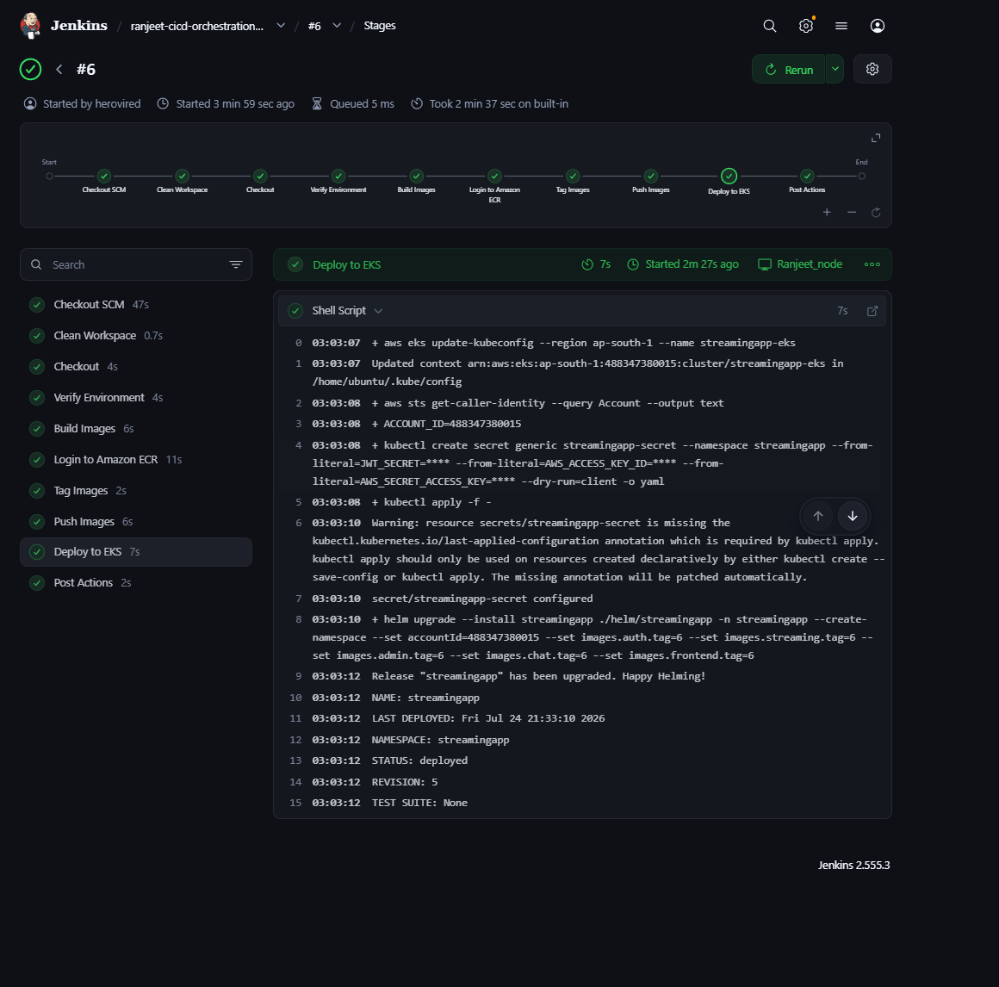 Jenkins / ranjeet-cicd-orchestration... / #6 / Stages
#6
Rerun
Started by herovired Started 3 min 59 sec ago Queued 5 ms Took 2 min 37 sec on built-in
Start
End
Checkout SCM
Clean Workspace
Checkout
Verify Environment
Build Images
Login to Amazon
ECR
Tag Images
Push Images
Deploy to EKS
Post Actions
Search
Checkout SCM 47s
Clean Workspace 0.7s
Checkout 4s
Verify Environment 4s
Build Images 6s
Login to Amazon ECR 11s
Tag Images 2s
Push Images 6s
Deploy to EKS 7s
Post Actions 2s
Deploy to EKS 7s Started 2m 27s ago Ranjeet_node
Shell Script 7s
0 03:03:07 + aws eks update-kubeconfig --region ap-south-1 --name streamingapp-eks
1 03:03:07 Updated context arn:aws:eks:ap-south-1:488347380015:cluster/streamingapp-eks in
/home/ubuntu/.kube/config
2 03:03:08 + aws sts get-caller-identity --query Account --output text
3 03:03:08 + ACCOUNT_ID=488347380015
4 03:03:08 + kubectl create secret generic streamingapp-secret --namespace streamingapp --from-
literal=JWT_SECRET=**** --from-literal=AWS_ACCESS_KEY_ID=**** --from-
literal=AWS_SECRET_ACCESS_KEY=**** --dry-run=client -o yaml
5 03:03:08 + kubectl apply -f -
6 03:03:10 Warning: resource secrets/streamingapp-secret is missing the
kubectl.kubernetes.io/last-applied-configuration annotation which is required by kubectl apply.
kubectl apply should only be used on resources created declaratively by either kubectl create --
save-config or kubectl apply. The missing annotation will be patched automatically.
7 03:03:10 secret/streamingapp-secret configured
8 03:03:10 + helm upgrade --install streamingapp ./helm/streamingapp -n streamingapp --create-
namespace --set accountId=488347380015 --set images.auth.tag=6 --set images.streaming.tag=6 --
set images.admin.tag=6 --set images.chat.tag=6 --set images.frontend.tag=6
9 03:03:12 Release "streamingapp" has been upgraded. Happy Helming!
10 03:03:12 NAME: streamingapp
11 03:03:12 LAST DEPLOYED: Fri Jul 24 21:33:10 2026
12 03:03:12 NAMESPACE: streamingapp
13 03:03:12 STATUS: deployed
14 03:03:12 REVISION: 5
15 03:03:12 TEST SUITE: None
Jenkins 2.555.3